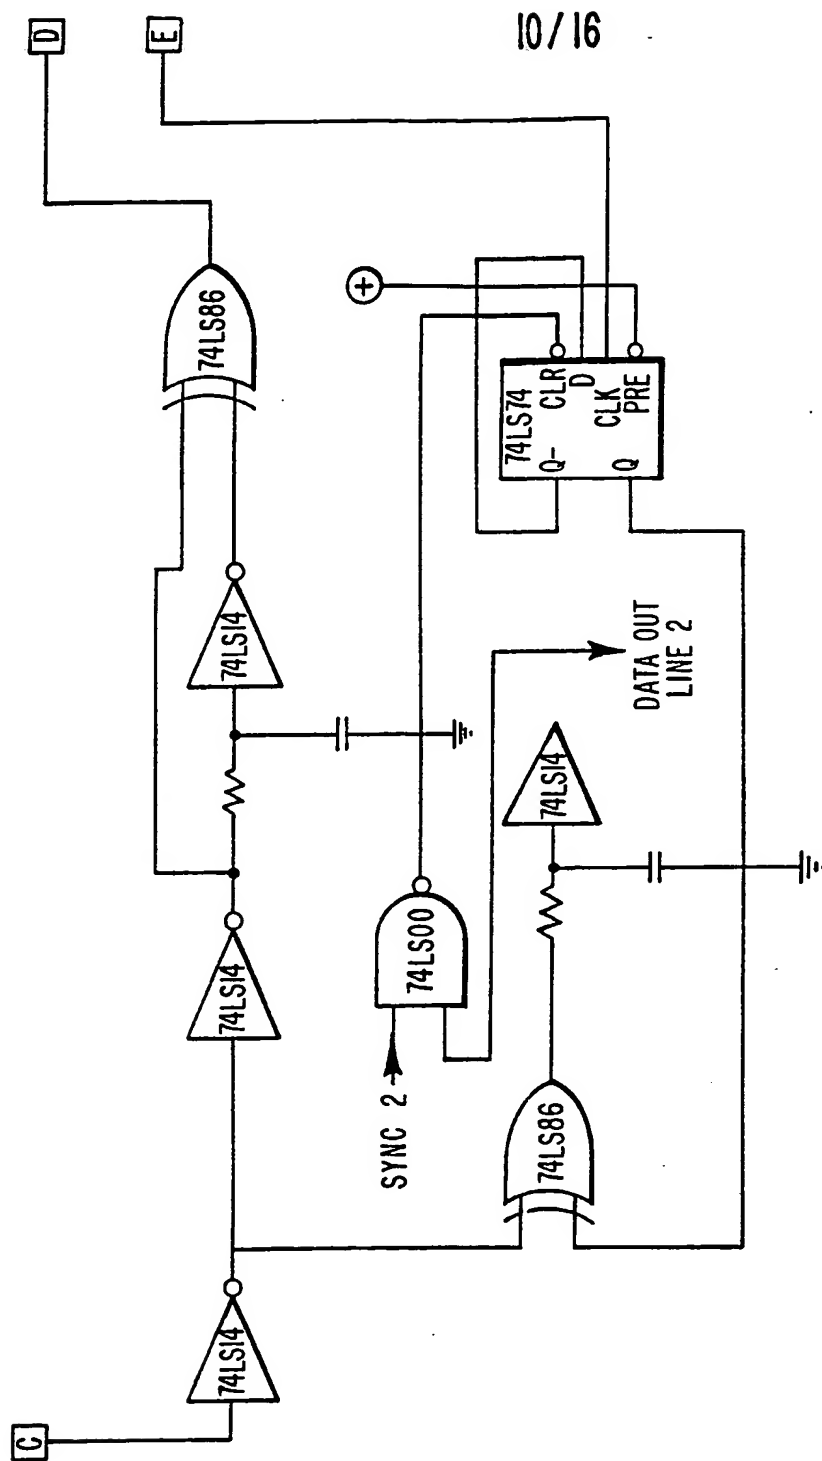 10/16
C
D
E
74LS14
74LS14
74LS14
74LS86
SYNC 2
74LS00
74LS86
74LS14
DATA OUT
LINE 2
74LS74
Q-
CLR
D
CLK
Q
PRE
+